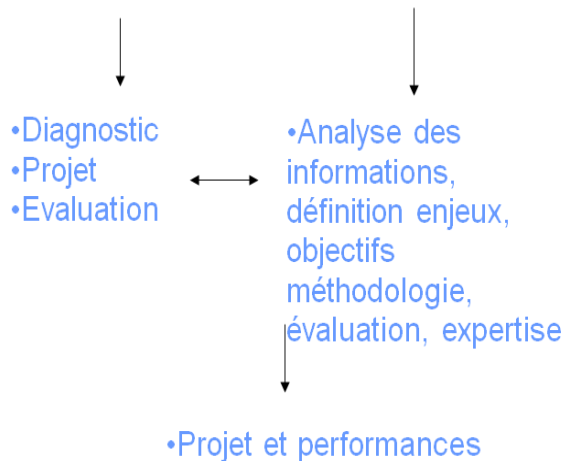 •Diagnostic
•Projet
•Evaluation
•Analyse des
informations,
définition enjeux,
objectifs
méthodologie,
évaluation, expertise
•Projet et performances